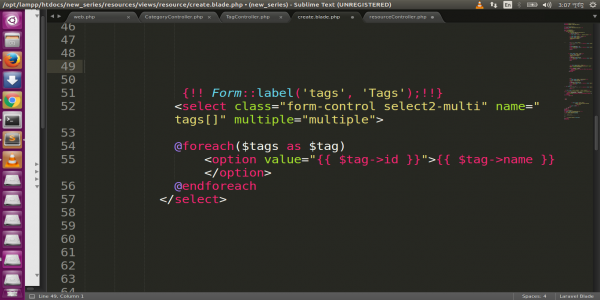 /opt/lampp/htdocs/new_series/resources/views/resource/create.blade.php • (new_series) - Sublime Text (UNREGISTERED)
En
3:07
web.php × CategoryController.php × TagController.php × create.blade.php • resourceController.php •
46
47
48
49
50
51 {!! Form::label('tags', 'Tags');!!}
52 <select class="form-control select2-multi" name="
tags[]" multiple="multiple">
53
54 @foreach($tags as $tag)
55 <option value="{{ $tag->id }}">{{ $tag->name }}
</option>
56 @endforeach
57 </select>
58
59
60
61
62
63
64
Line 49, Column 1
Spaces: 4
Laravel Blade